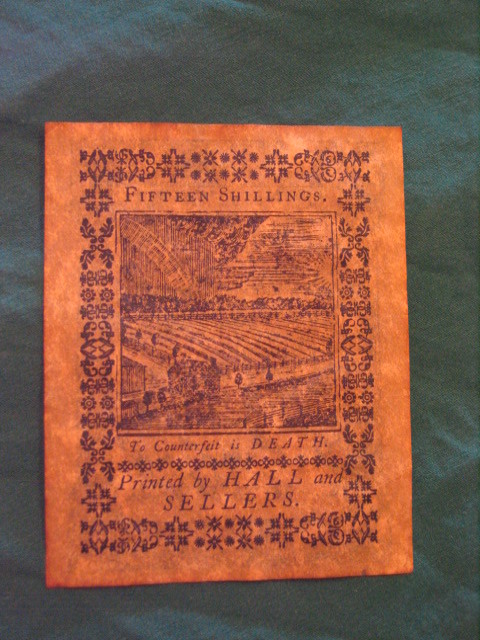 FIFTEEN SHILLINGS.
To Counterfeit is DEATH.
Printed by HALL and
SELLERS.